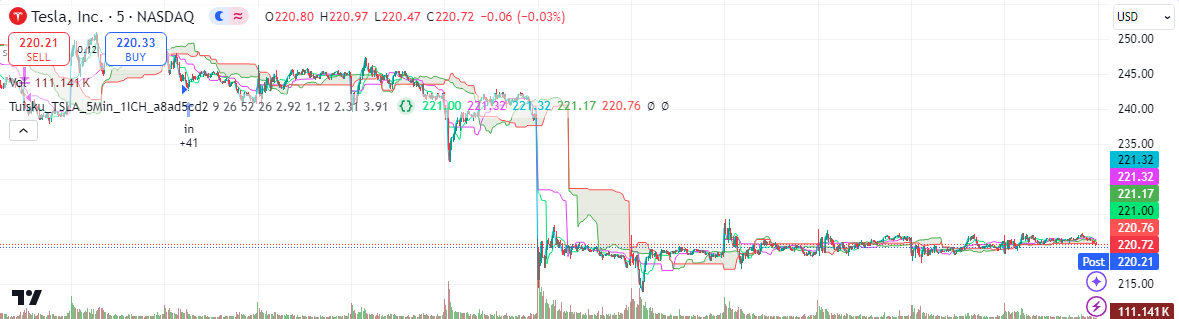 Tesla, Inc. · 5 · NASDAQ O220.80 H220.97 L220.47 C220.72 −0.06 (−0.03%)
USD
220.21 SELL
0.12
220.33 BUY
Vol 111.141 K
Tuisku_TSLA_5Min_1ICH_a8ad5cd2 2 9 26 52 26 2.92 1.12 2.31 3.91 {} 221.00 221.32 221.32 221.17 220.76 Ø Ø
in
+41
250.00
245.00
240.00
235.00
221.32
221.32
221.17
221.00
220.76
220.72
Post 220.21
215.00
111.141 K